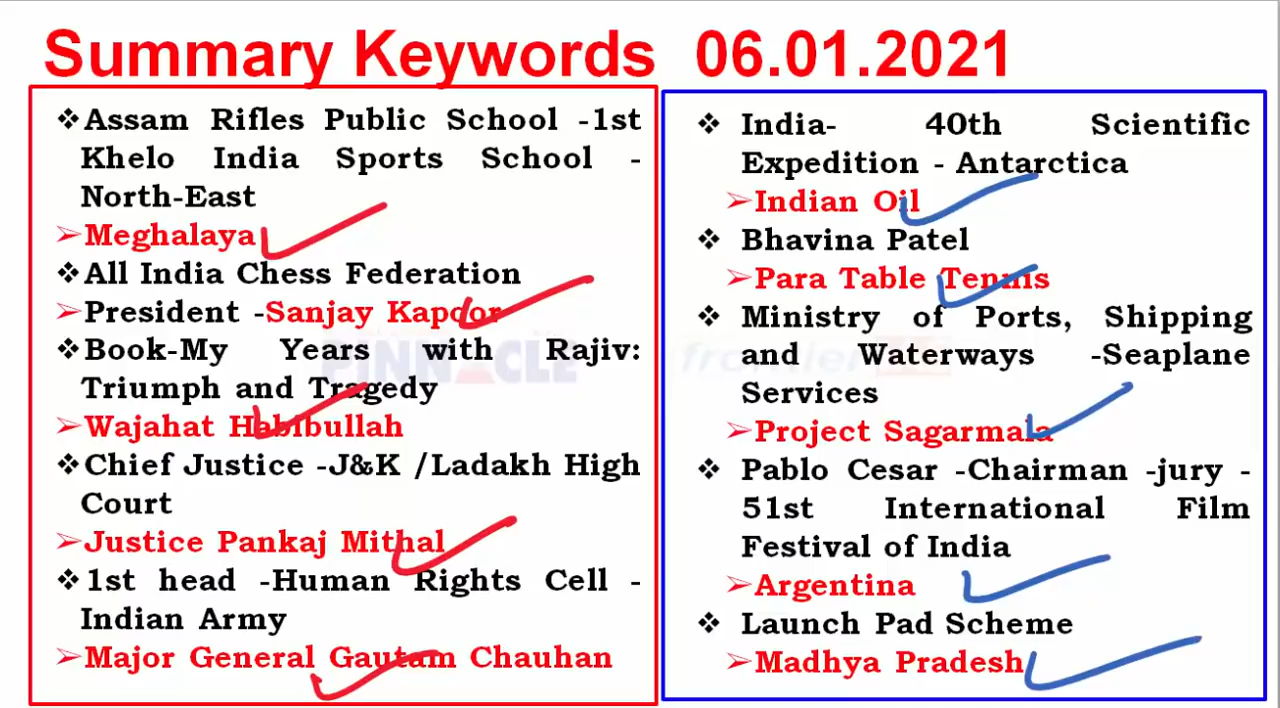 Summary Keywords 06.01.2021
❖Assam Rifles Public School -1st
Khelo India Sports School -
North-East
➢Meghalaya
❖All India Chess Federation
➢President -Sanjay Kapoor
❖Book-My Years with Rajiv:
Triumph and Tragedy
➢Wajahat Habibullah
❖Chief Justice -J&K /Ladakh High
Court
➢Justice Pankaj Mithal
❖1st head -Human Rights Cell -
Indian Army
➢Major General Gautam Chauhan
❖ India- 40th Scientific
Expedition - Antarctica
➢Indian Oil
❖ Bhavina Patel
➢Para Table Tennis
❖ Ministry of Ports, Shipping
and Waterways -Seaplane
Services
➢Project Sagarmala
❖ Pablo Cesar -Chairman -jury -
51st International Film
Festival of India
➢Argentina
❖ Launch Pad Scheme
➢Madhya Pradesh
PINNACLE
frontier